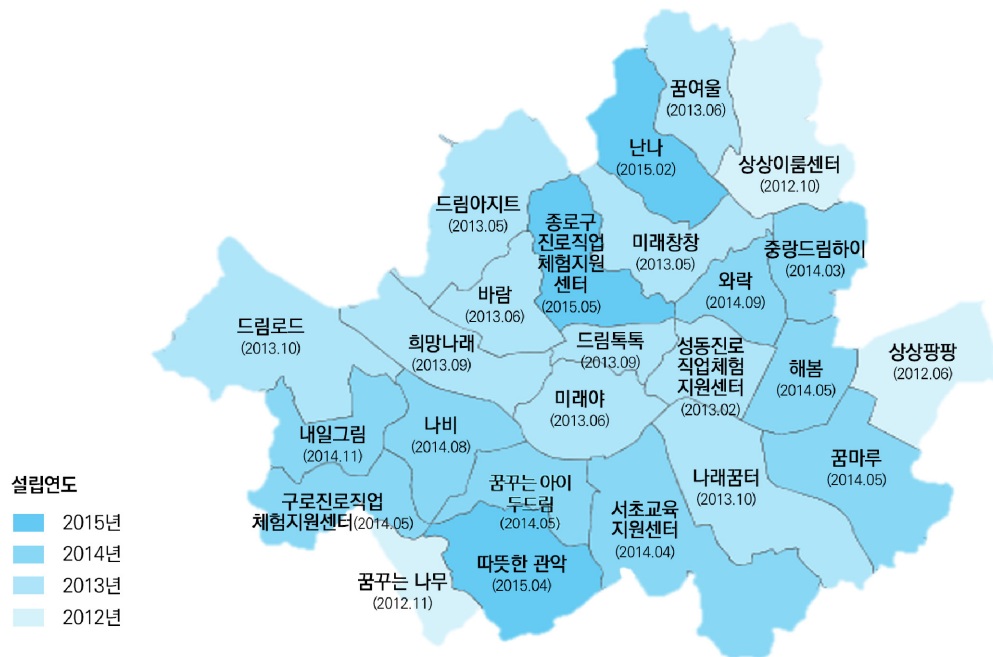 꿈여울
(2013.06)
난나
(2015.02)
상상이룸센터
(2012.10)
드림아지트
(2013.05)
종로구
진로직업
체험지원
센터
(2015.05)
미래창창
(2013.05)
중랑드림하이
(2014.03)
와락
(2014.09)
바람
(2013.06)
드림로드
(2013.10)
희망나래
(2013.09)
드림톡톡
(2013.09)
성동진로
직업체험
지원센터
(2013.02)
해봄
(2014.05)
상상팡팡
(2012.06)
미래야
(2013.06)
내일그림
(2014.11)
나비
(2014.08)
꿈마루
(2014.05)
나래꿈터
(2013.10)
꿈꾸는 아이
두드림
(2014.05)
구로진로직업
체험지원센터(2014.05)
서초교육
지원센터
(2014.04)
따뜻한 관악
(2015.04)
꿈꾸는 나무
(2012.11)
설립연도
2015년
2014년
2013년
2012년